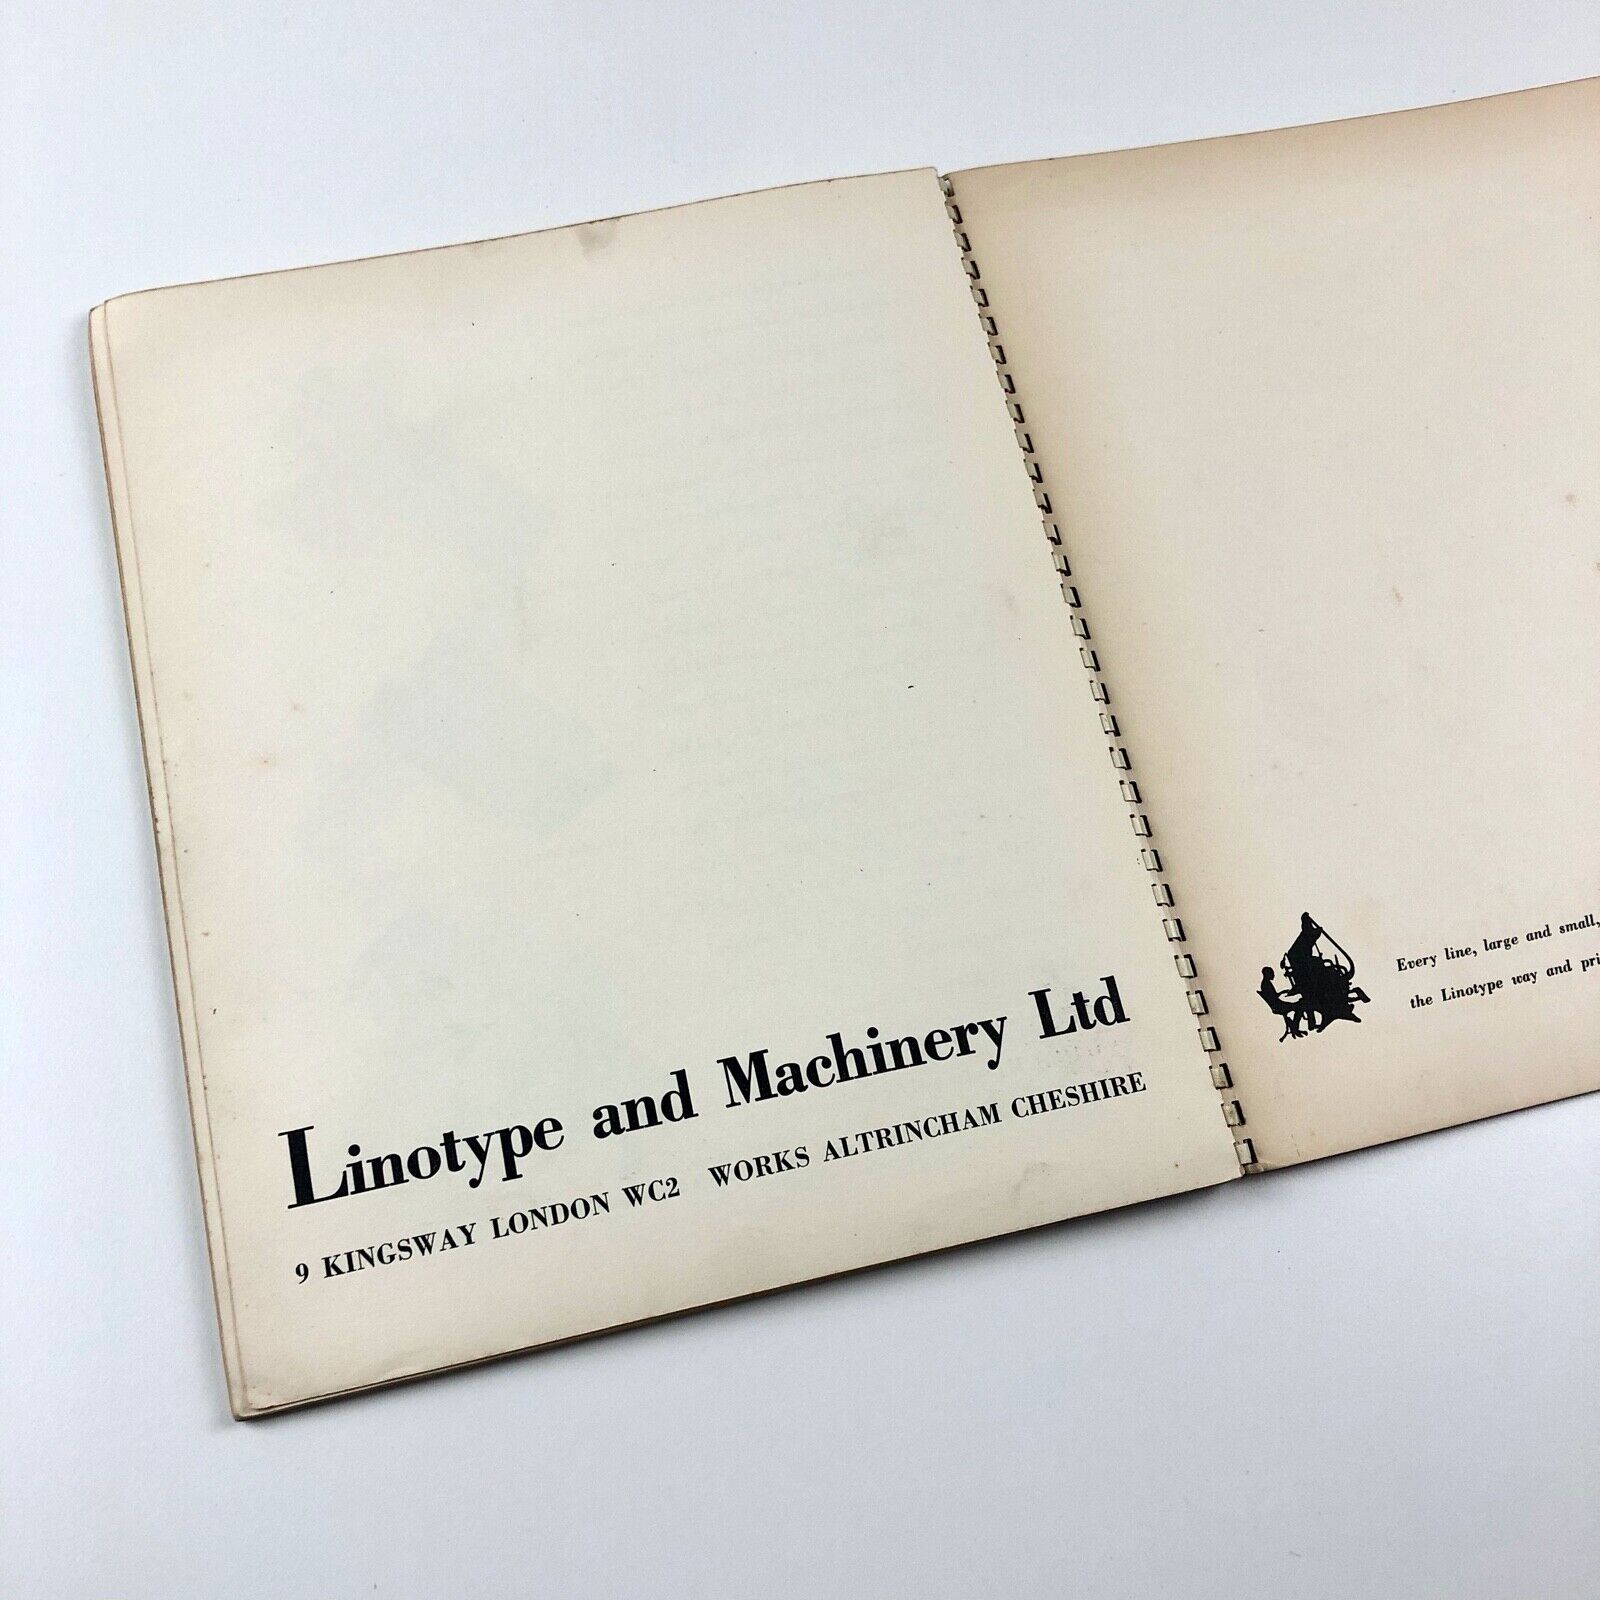 Linotype and Machinery Ltd
9 KINGSWAY LONDON WC2 WORKS ALTRINCHAM CHESHIRE
Every line, large and small,
the Linotype way and pri